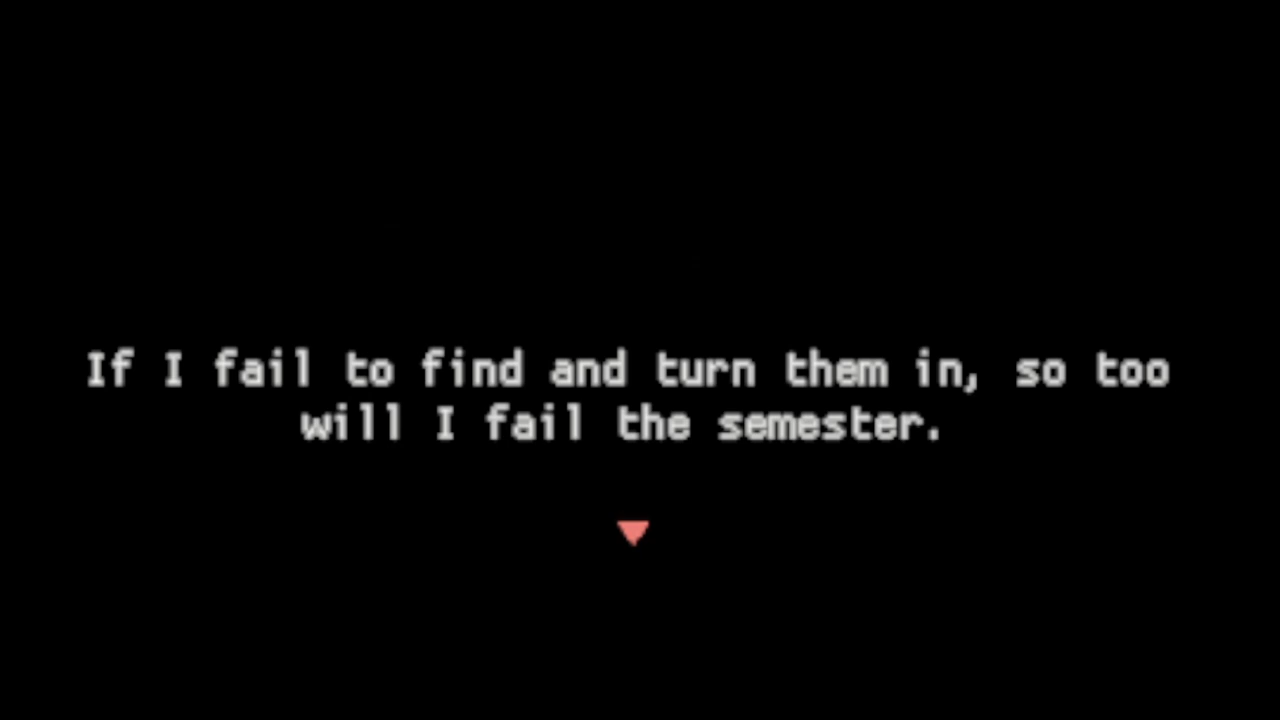 If I fail to find and turn them in, so too
will I fail the semester.